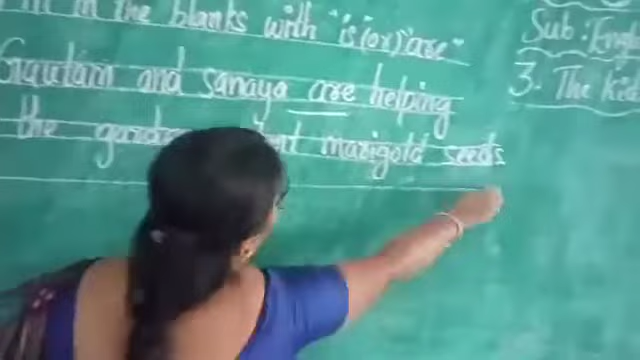 in the blanks with "is (or) are"
Gautam and sanaya are helping
the marigold seeds
Sub: Engl
3. The kid